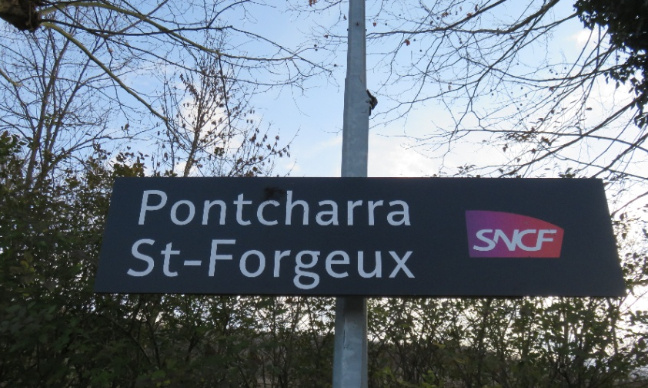 Pontcharra
St-Forgeux
SNCF